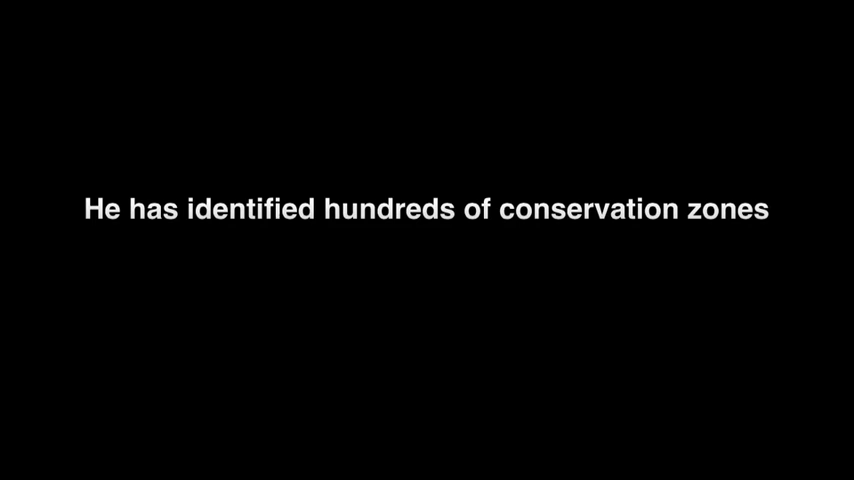 He has identified hundreds of conservation zones